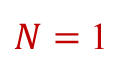 N = 1